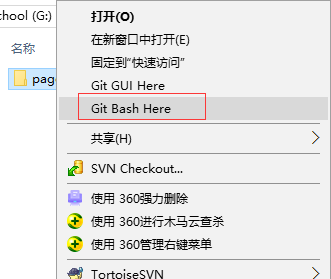 chool (G:)
名称
page
打开(O)
在新窗口中打开(E)
固定到"快速访问"
Git GUI Here
Git Bash Here
共享(H)
SVN Checkout...
使用 360强力删除
使用 360进行木马云查杀
使用 360管理右键菜单
TortoiseSVN